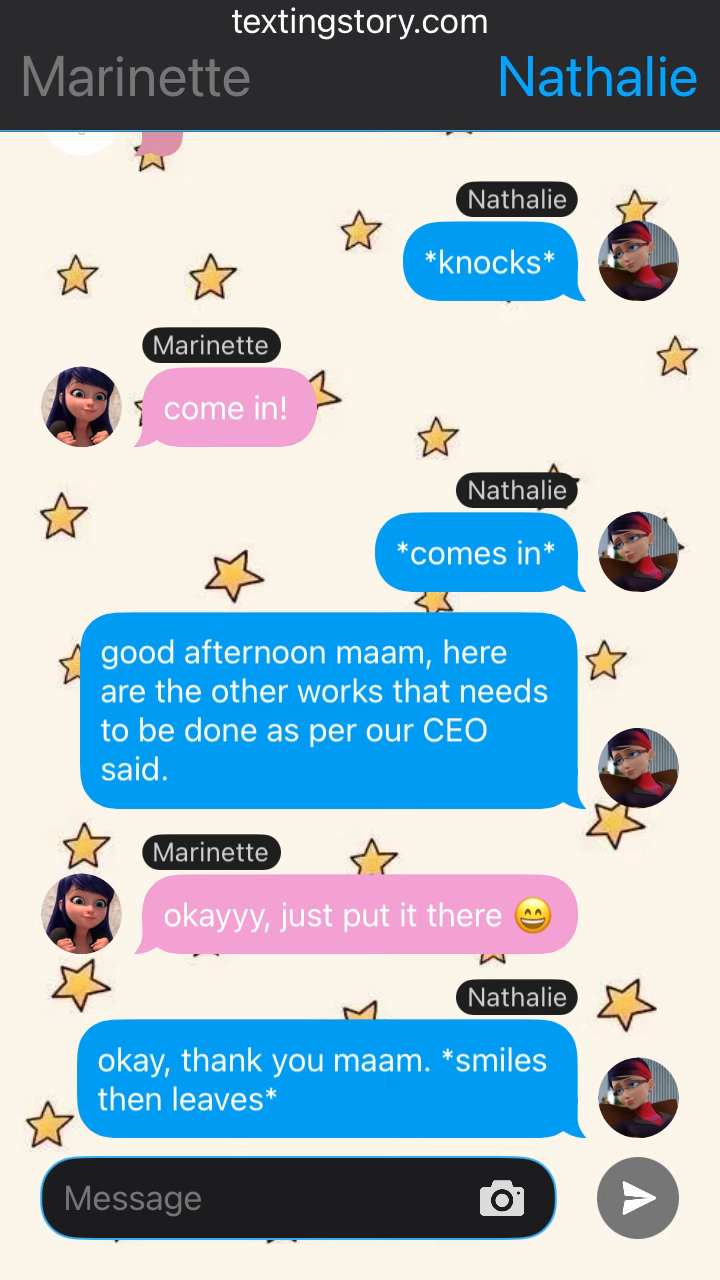 textingstory.com
Marinette Nathalie
Nathalie
*knocks*
Marinette
come in!
Nathalie
*comes in*
good afternoon maam, here
are the other works that needs
to be done as per our CEO
said.
Marinette
okayyy, just put it there 😄
Nathalie
okay, thank you maam. *smiles
then leaves*
Message